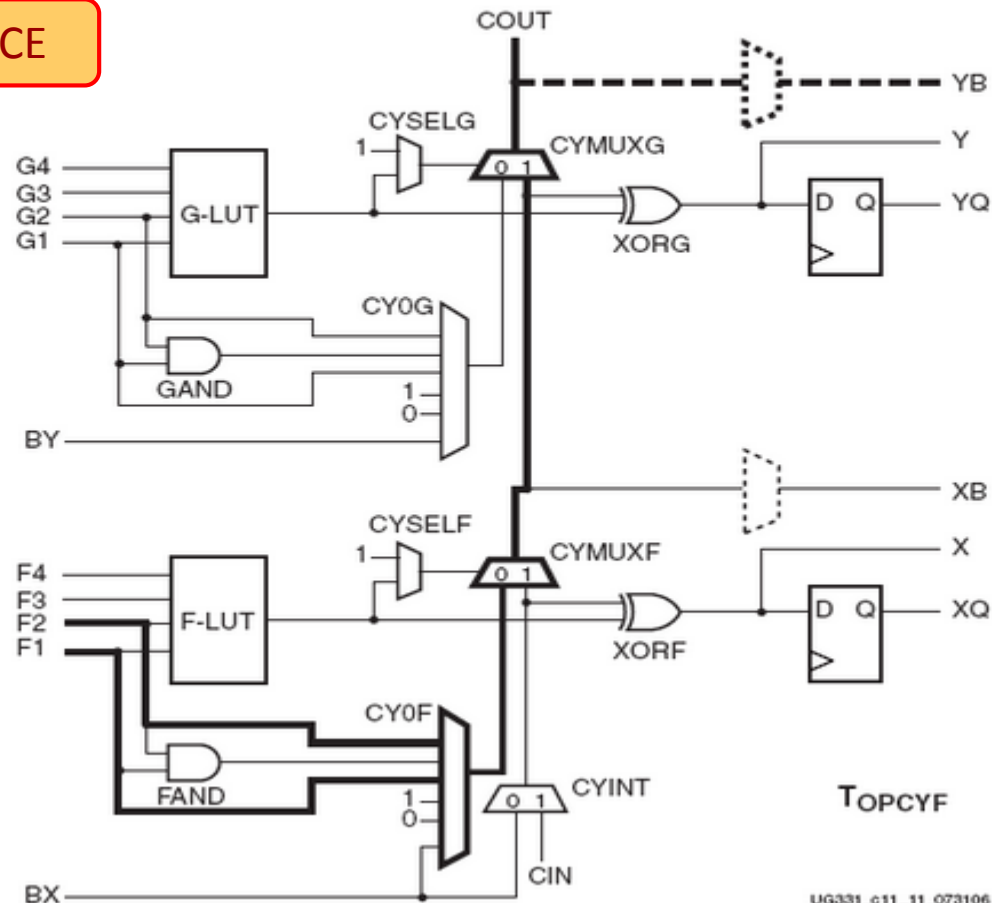 CE
COUT
YB
CYSELG
1
CYMUXG
0 1
Y
G4
G3
G2
G1
G-LUT
D Q
YQ
XORG
CY0G
GAND
1
0
BY
XB
CYSELF
1
CYMUXF
0 1
X
F4
F3
F2
F1
F-LUT
D Q
XQ
XORF
CY0F
FAND
1
0
CYINT
0 1
TOPCYF
CIN
BX
UG331_c11_11_073106